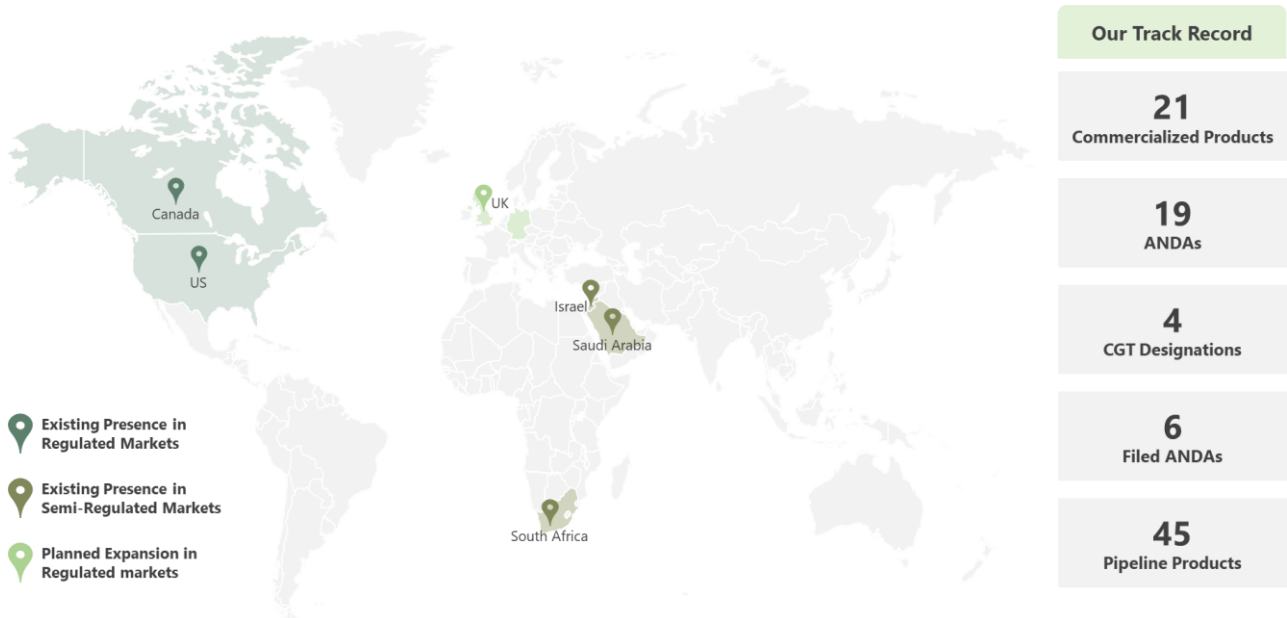 Canada
US
UK
Israel
Saudi Arabia
South Africa
Existing Presence in
Regulated Markets
Existing Presence in
Semi-Regulated Markets
Planned Expansion in
Regulated markets
Our Track Record
21
Commercialized Products
19
ANDAs
4
CGT Designations
6
Filed ANDAs
45
Pipeline Products